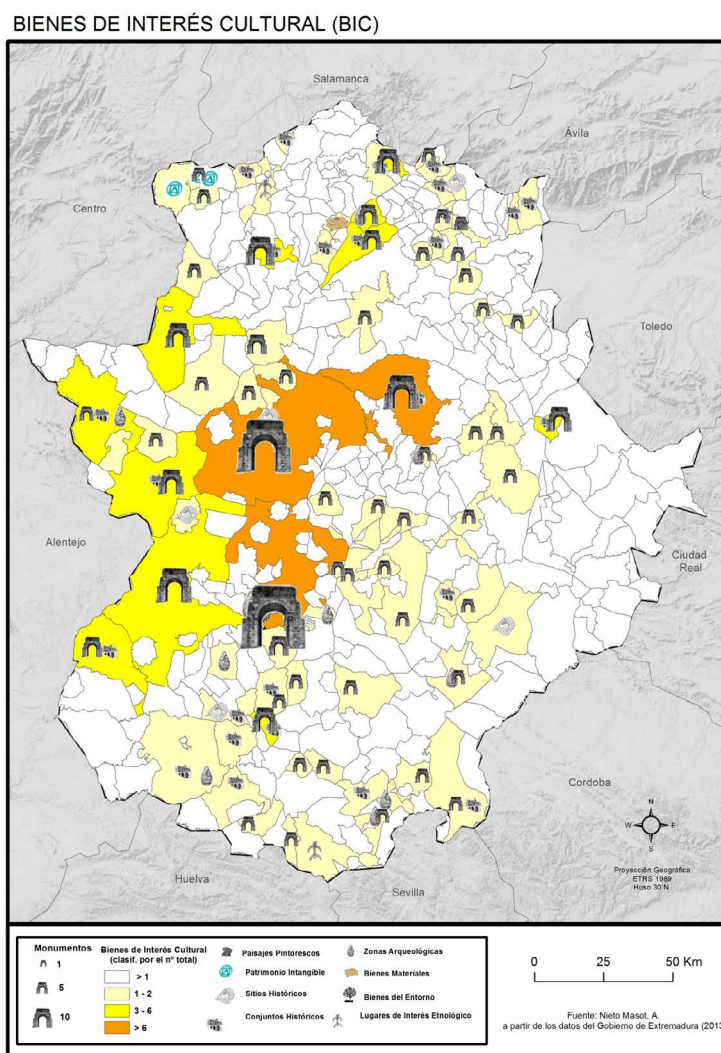 BIENES DE INTERÉS CULTURAL (BIC)
Salamanca
Ávila
Centro
Toledo
Alentejo
Ciudad
Real
Cordoba
Huelva
Sevilla
N
W E
S
Proyección Geográfica
ETRS 1989
Huso 30 N
Monumentos
1
5
10
Bienes de Interés Cultural
(clasif. por el nº total)
> 1
1 - 2
3 - 6
> 6
Paisajes Pintorescos
Patrimonio Intangible
Sitios Históricos
Conjuntos Históricos
Zonas Arqueológicas
Bienes Materiales
Bienes del Entorno
Lugares de Interés Etnológico
0 25 50 Km
Fuente: Nieto Masot, A.
a partir de los datos del Gobierno de Extremadura (2013